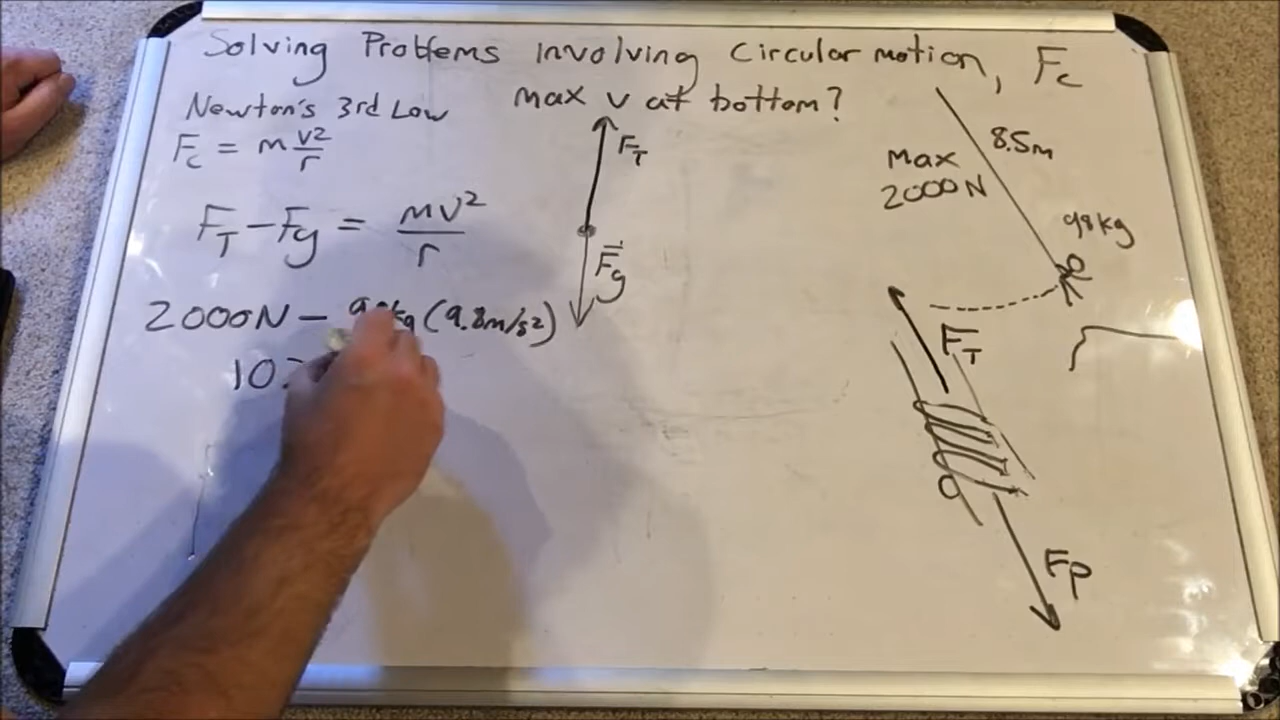 Solving Problems Involving Circular motion, Fc
Newton's 3rd Law
max v at bottom?
Fc = m v2/r
FT
FT - Fg = mv²/r
Fg
2000N - (9.8m/s2)
8.5m
Max
2000N
98kg
FT
FP